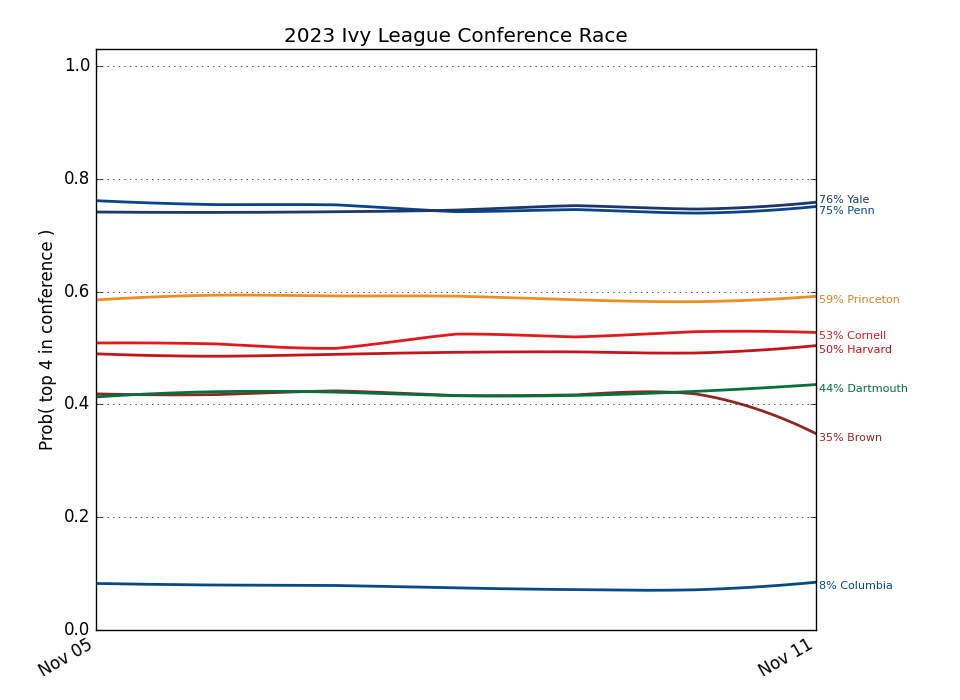 2023 Ivy League Conference Race
Prob( top 4 in conference )
1.0
0.8
0.6
0.4
0.2
0.0
76% Yale
75% Penn
59% Princeton
53% Cornell
50% Harvard
44% Dartmouth
35% Brown
8% Columbia
Nov 05
Nov 11